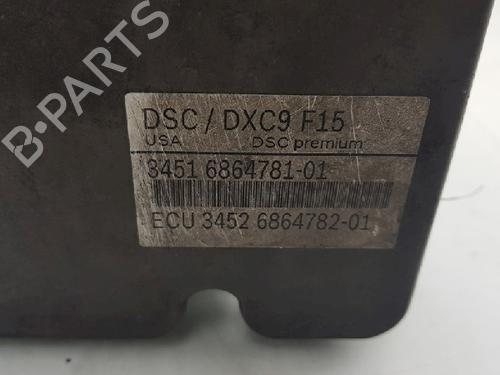 DSC / DXC9 F15
USA DSC premium
3451 6864781-01
ECU 3452 6864782-01
B-PARTS